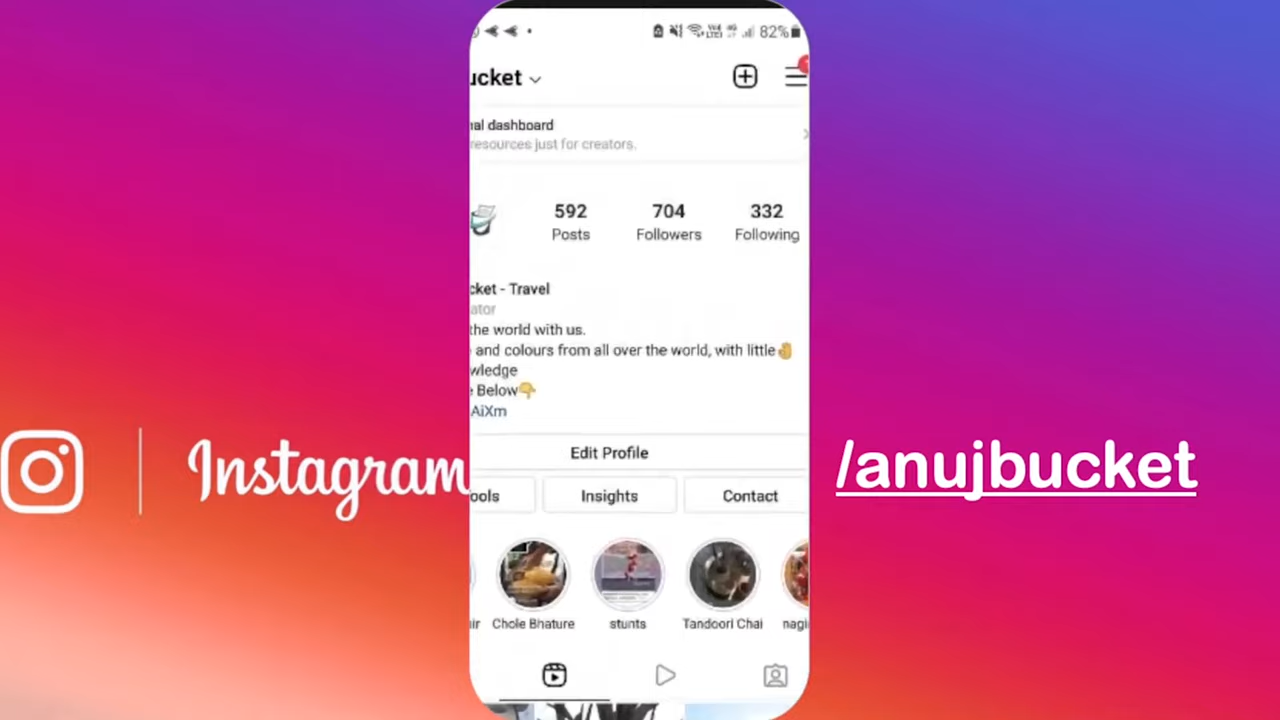 82%
ucket
nal dashboard
resources just for creators.
592 704 332
Posts Followers Following
cket - Travel
ator
the world with us.
and colours from all over the world, with little
wledge
Below
AiXm
Edit Profile
Instagram
/anujbucket
ools Insights Contact
Chole Bhature stunts Tandoori Chai